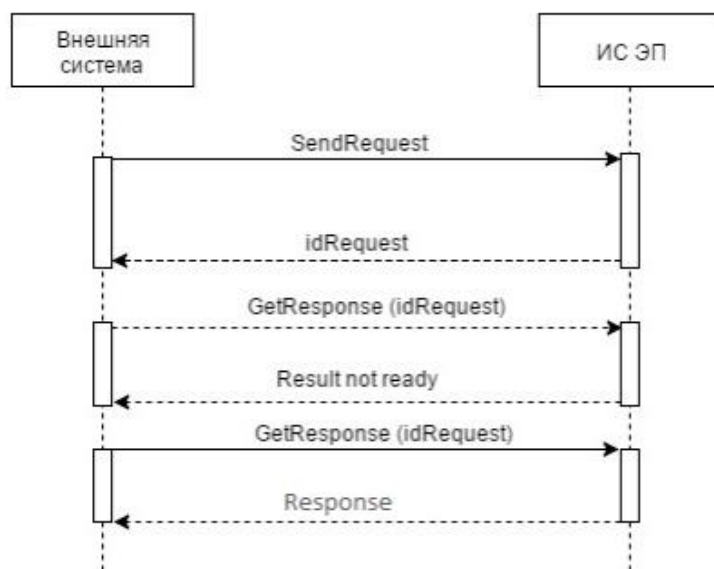 Внешняя
система
ИС ЭП
SendRequest
idRequest
GetResponse (idRequest)
Result not ready
GetResponse (idRequest)
Response